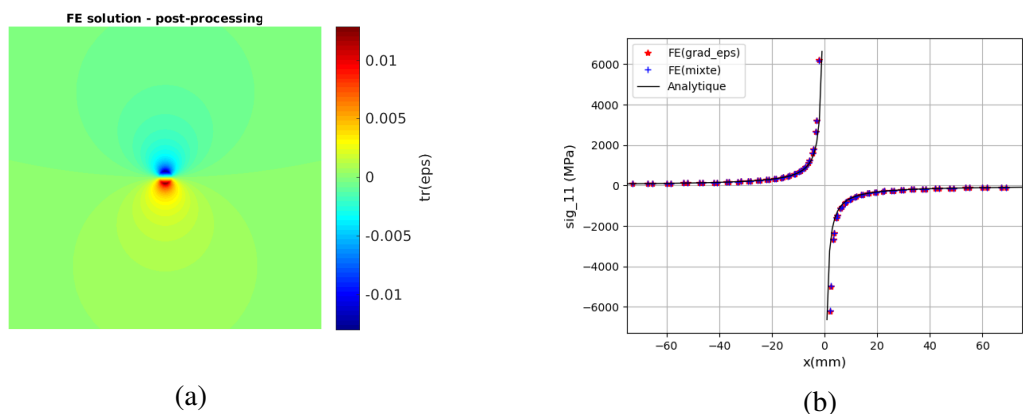 FE solution - post-processing
0.01
0.005
0
-0.005
-0.01
tr(eps)
(a)
FE(grad_eps)
FE(mixte)
Analytique
6000
4000
2000
0
−2000
−4000
−6000
sig_11 (MPa)
−60
−40
−20
0
20
40
60
x(mm)
(b)